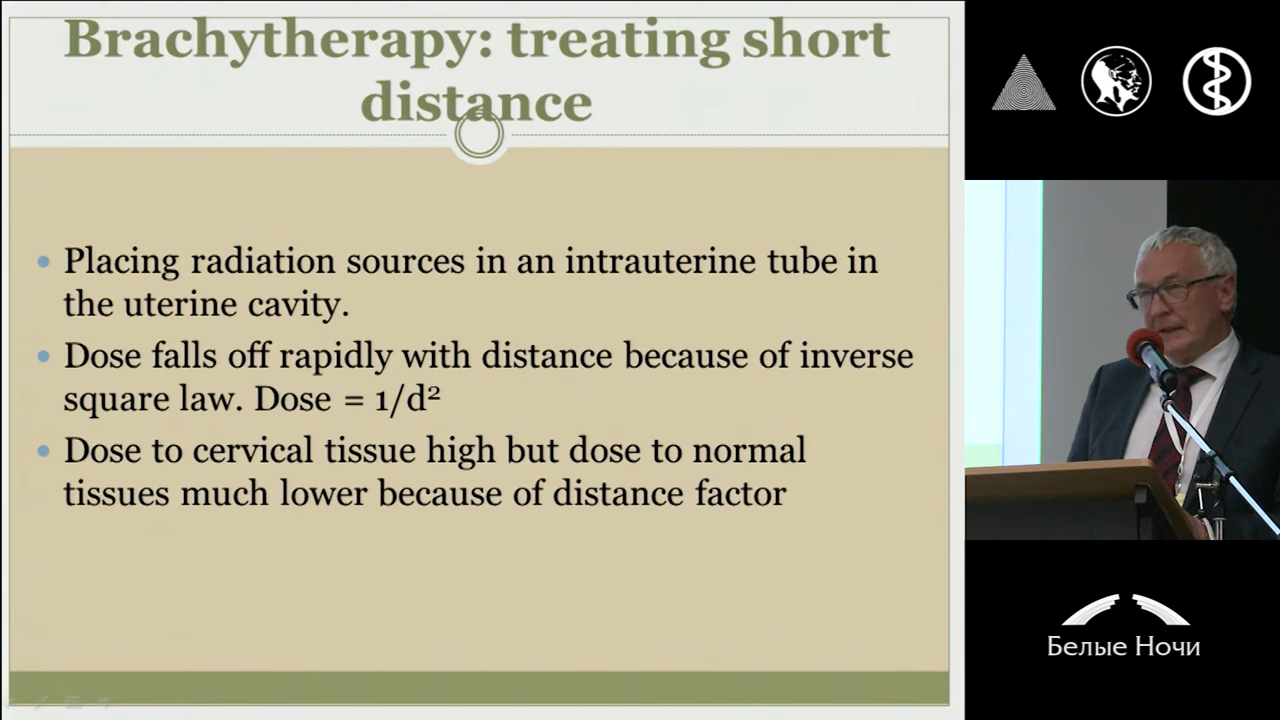 Brachytherapy: treating short
distance
Placing radiation sources in an intrauterine tube in
the uterine cavity.
Dose falls off rapidly with distance because of inverse
square law. Dose = 1/d²
Dose to cervical tissue high but dose to normal
tissues much lower because of distance factor
Белые Ночи